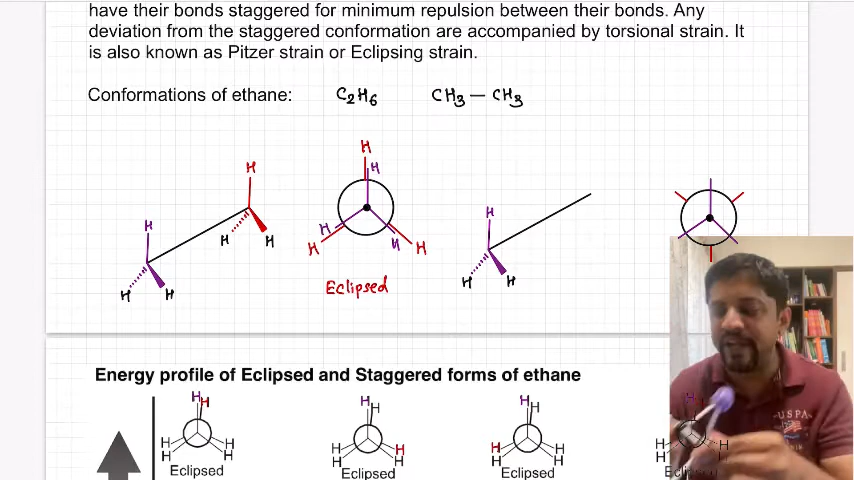 have their bonds staggered for minimum repulsion between their bonds. Any
deviation from the staggered conformation are accompanied by torsional strain. It
is also known as Pitzer strain or Eclipsing strain.
Conformations of ethane: C2H6 CH3 — CH3
H H
H H H
H H H H
H H
H H H H
Eclipsed
Energy profile of Eclipsed and Staggered forms of ethane
H H H H H H H
H H H H H H
H H H H H H
Eclipsed Eclipsed Eclipsed Eclipsed
U S P A